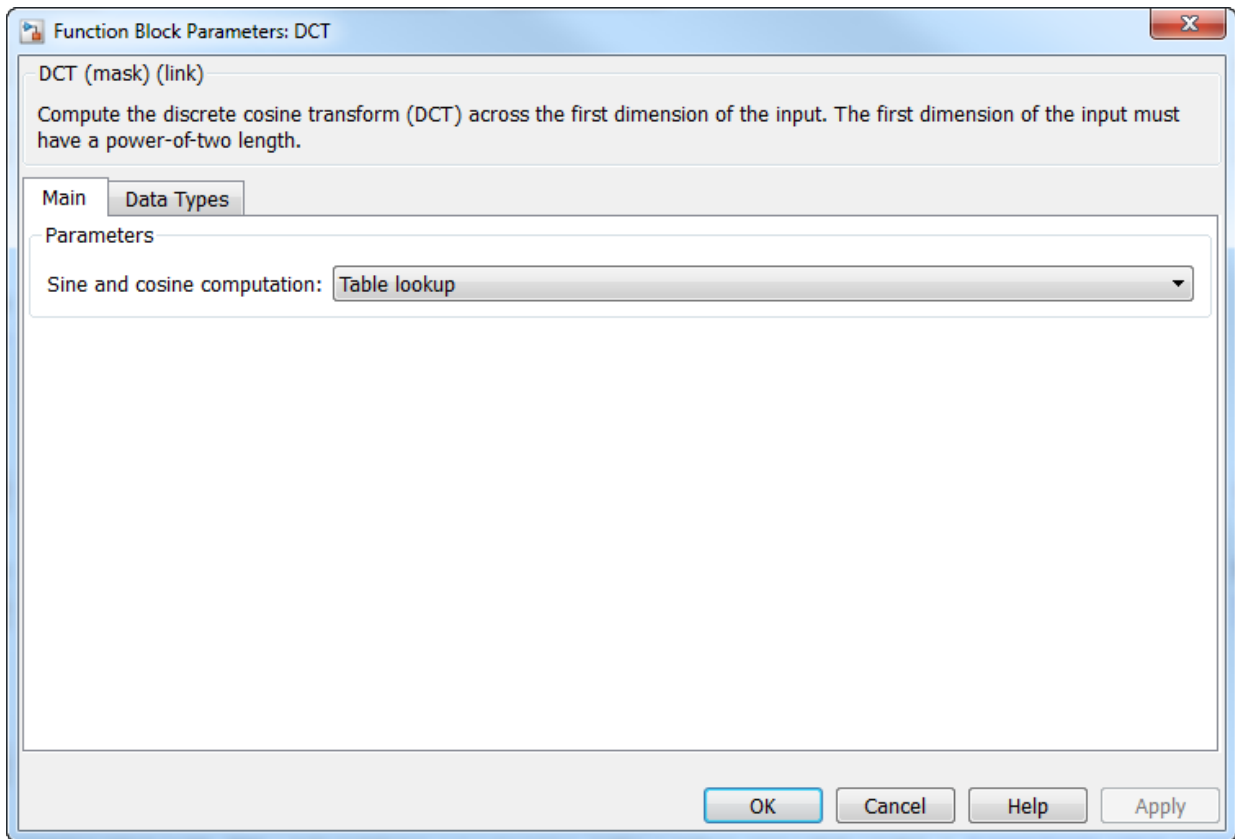 Function Block Parameters: DCT
X
DCT (mask) (link)
Compute the discrete cosine transform (DCT) across the first dimension of the input. The first dimension of the input must
have a power-of-two length.
Main Data Types
Parameters
Sine and cosine computation: Table lookup
OK Cancel Help Apply